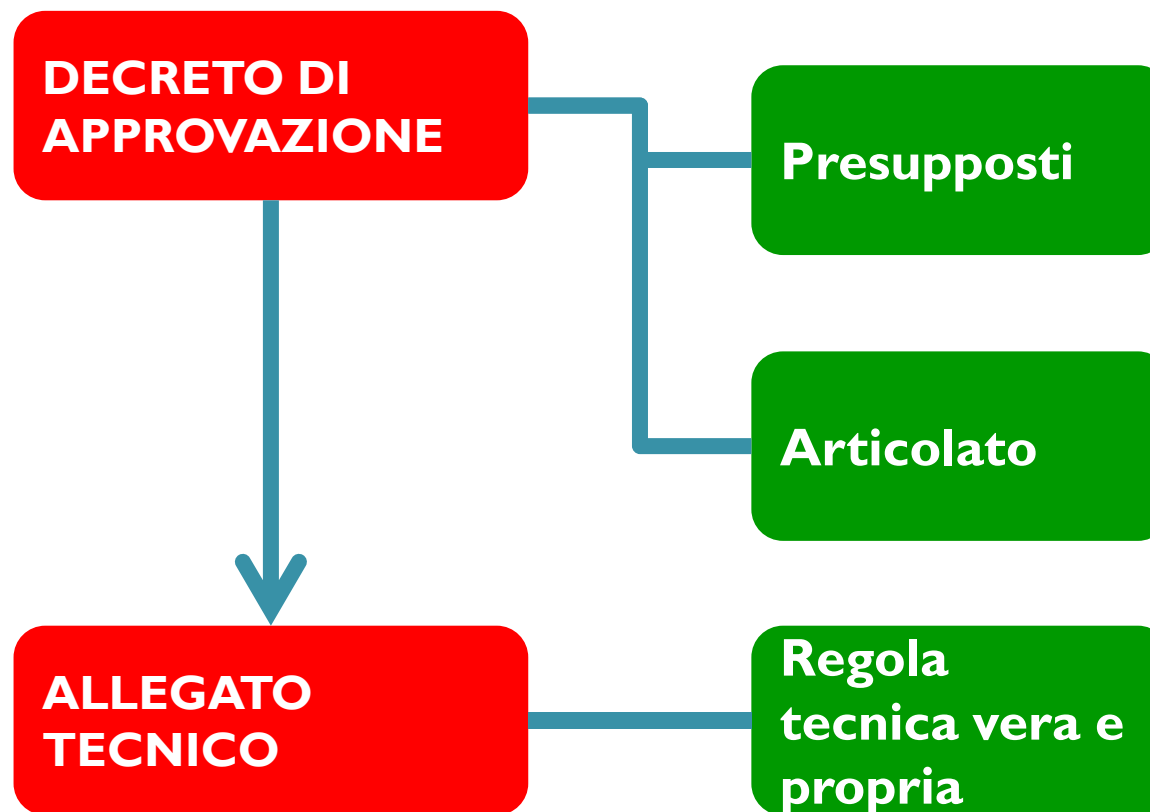 DECRETO DI
APPROVAZIONE
Presupposti
Articolato
ALLEGATO
TECNICO
Regola
tecnica vera e
propria